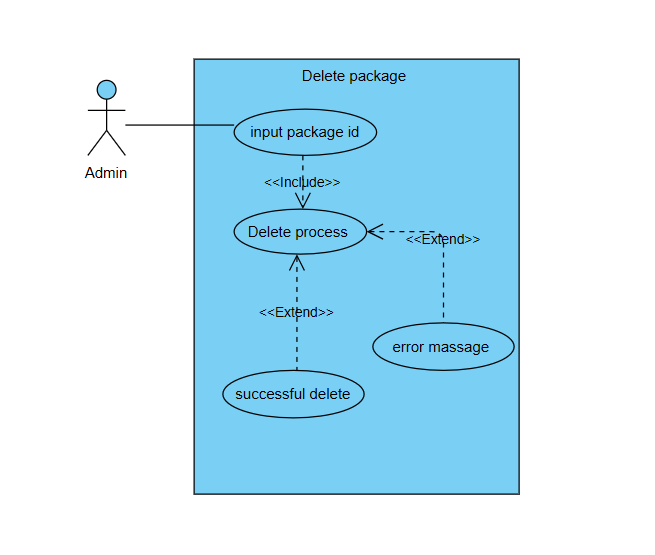 Delete package
input package id
Admin
<<Include>>
Delete process
<<Extend>>
<<Extend>>
error massage
successful delete